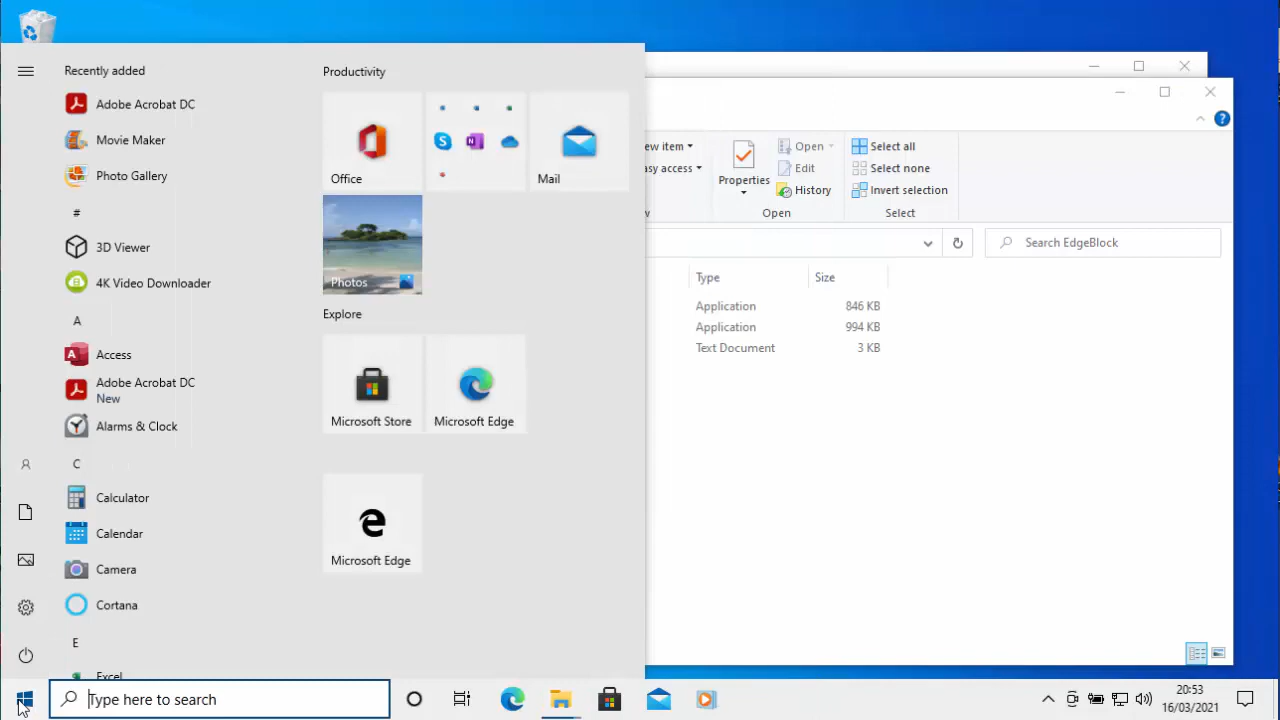 Recently added
Adobe Acrobat DC
Movie Maker
Photo Gallery
#
3D Viewer
4K Video Downloader
A
Access
Adobe Acrobat DC
New
Alarms & Clock
C
Calculator
Calendar
Camera
Cortana
E
Excel
Productivity
Office
Mail
Photos
Explore
Microsoft Store
Microsoft Edge
Microsoft Edge
ew item
asy access
Properties
Open
Edit
History
Open
Select all
Select none
Invert selection
Select
Search EdgeBlock
Type Size
Application 846 KB
Application 994 KB
Text Document 3 KB
Type here to search
20:53
16/03/2021